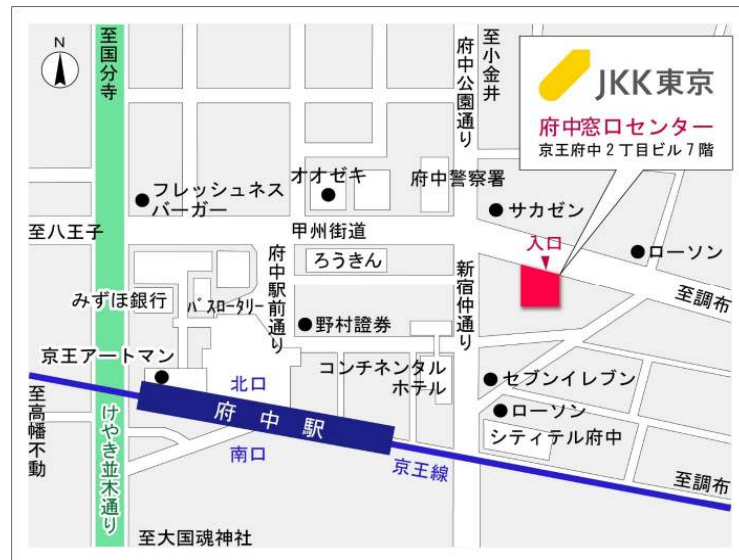 N
至国分寺
府中公園通り
至小金井
JKK東京
府中窓口センター
京王府中2丁目ビル7階
フレッシュネス
バーガー
オオゼキ
府中警察署
サカゼン
至八王子
甲州街道
入口
ローソン
ろうきん
府中駅前通り
新宿仲通り
至調布
みずほ銀行
バスロータリー
野村證券
京王アートマン
コンチネンタル
ホテル
セブンイレブン
北口
府中駅
ローソン
シティテル府中
至高幡不動
けやき並木通り
南口
京王線
至調布
至大国魂神社